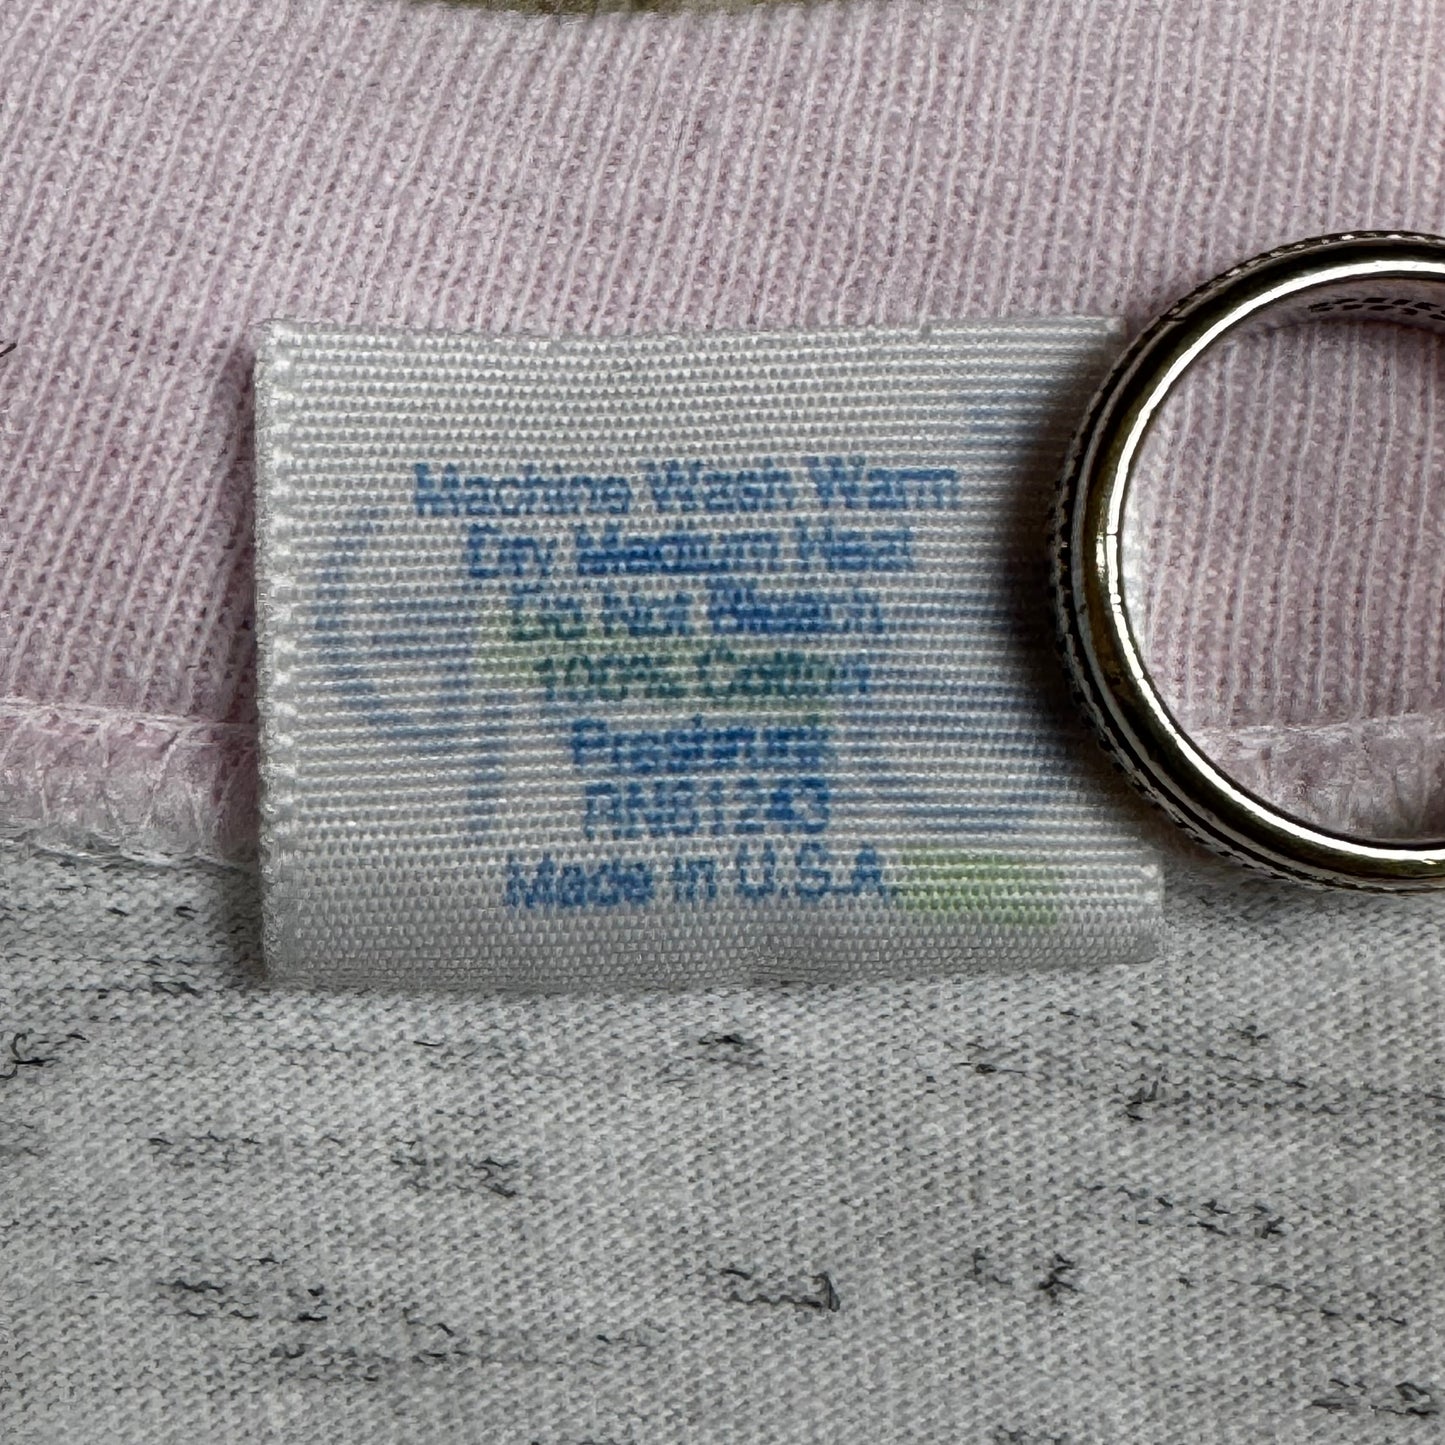 Machine Wash Warm
Dry Medium Heat
Do Not Bleach
100% Cotton
Preshrunk
RN81243
Made in U.S.A